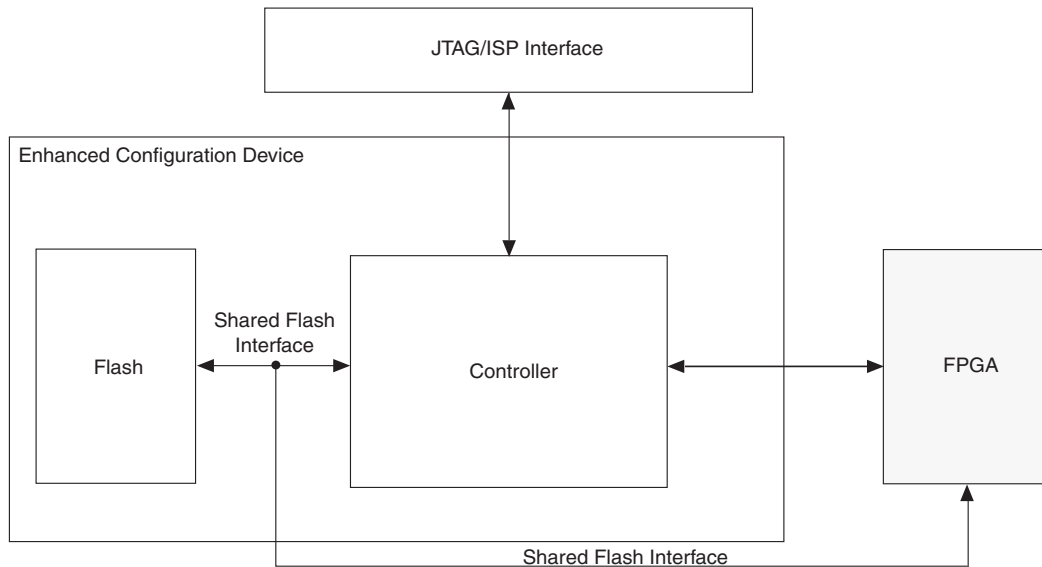 JTAG/ISP Interface
Enhanced Configuration Device
Shared Flash
Interface
Flash
Controller
FPGA
Shared Flash Interface